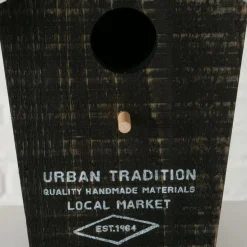 URBAN TRADITION
QUALITY HANDMADE MATERIALS
LOCAL MARKET
EST.1964